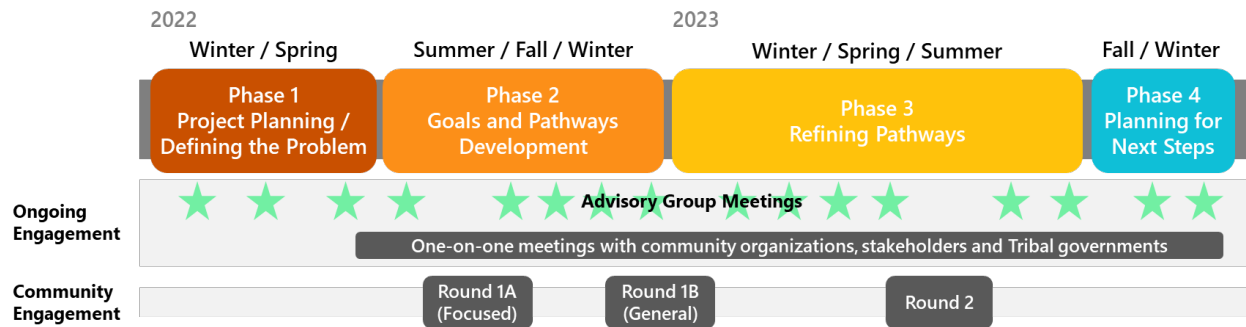 2022
2023
Winter / Spring
Summer / Fall / Winter
Winter / Spring / Summer
Fall / Winter
Phase 1
Project Planning /
Defining the Problem
Phase 2
Goals and Pathways
Development
Phase 3
Refining Pathways
Phase 4
Planning for
Next Steps
Ongoing
Engagement
Advisory Group Meetings
One-on-one meetings with community organizations, stakeholders and Tribal governments
Community
Engagement
Round 1A
(Focused)
Round 1B
(General)
Round 2